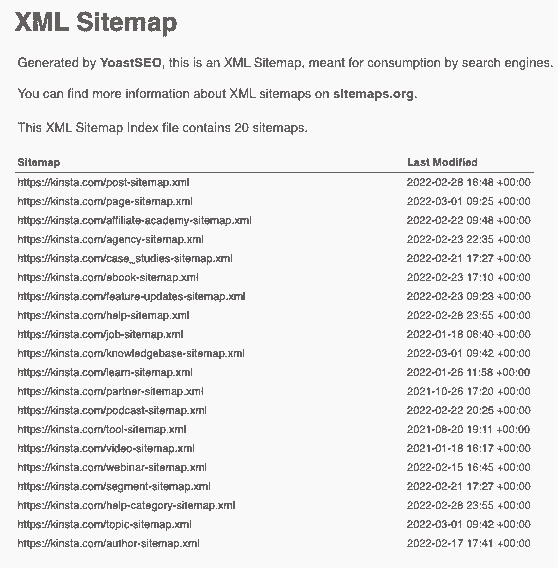 XML Sitemap
Generated by YoastSEO, this is an XML Sitemap, meant for consumption by search engines.
You can find more information about XML sitemaps on sitemaps.org.
This XML Sitemap Index file contains 20 sitemaps.
Sitemap Last Modified
https://kinsta.com/post-sitemap.xml 2022-02-28 16:48 +00:00
https://kinsta.com/page-sitemap.xml 2022-03-01 09:25 +00:00
https://kinsta.com/affiliate-academy-sitemap.xml 2022-02-22 09:48 +00:00
https://kinsta.com/agency-sitemap.xml 2022-02-23 22:35 +00:00
https://kinsta.com/case_studies-sitemap.xml 2022-02-21 17:27 +00:00
https://kinsta.com/ebook-sitemap.xml 2022-02-23 17:10 +00:00
https://kinsta.com/feature-updates-sitemap.xml 2022-02-23 09:23 +00:00
https://kinsta.com/help-sitemap.xml 2022-02-28 23:55 +00:00
https://kinsta.com/job-sitemap.xml 2022-01-18 06:40 +00:00
https://kinsta.com/knowledgebase-sitemap.xml 2022-03-01 09:42 +00:00
https://kinsta.com/learn-sitemap.xml 2022-01-26 11:58 +00:00
https://kinsta.com/partner-sitemap.xml 2021-10-26 17:20 +00:00
https://kinsta.com/podcast-sitemap.xml 2022-02-22 20:25 +00:00
https://kinsta.com/tool-sitemap.xml 2021-08-20 19:11 +00:00
https://kinsta.com/video-sitemap.xml 2021-01-18 16:17 +00:00
https://kinsta.com/webinar-sitemap.xml 2022-02-15 16:45 +00:00
https://kinsta.com/segment-sitemap.xml 2022-02-21 17:27 +00:00
https://kinsta.com/help-category-sitemap.xml 2022-02-28 23:55 +00:00
https://kinsta.com/topic-sitemap.xml 2022-03-01 09:42 +00:00
https://kinsta.com/author-sitemap.xml 2022-02-17 17:41 +00:00